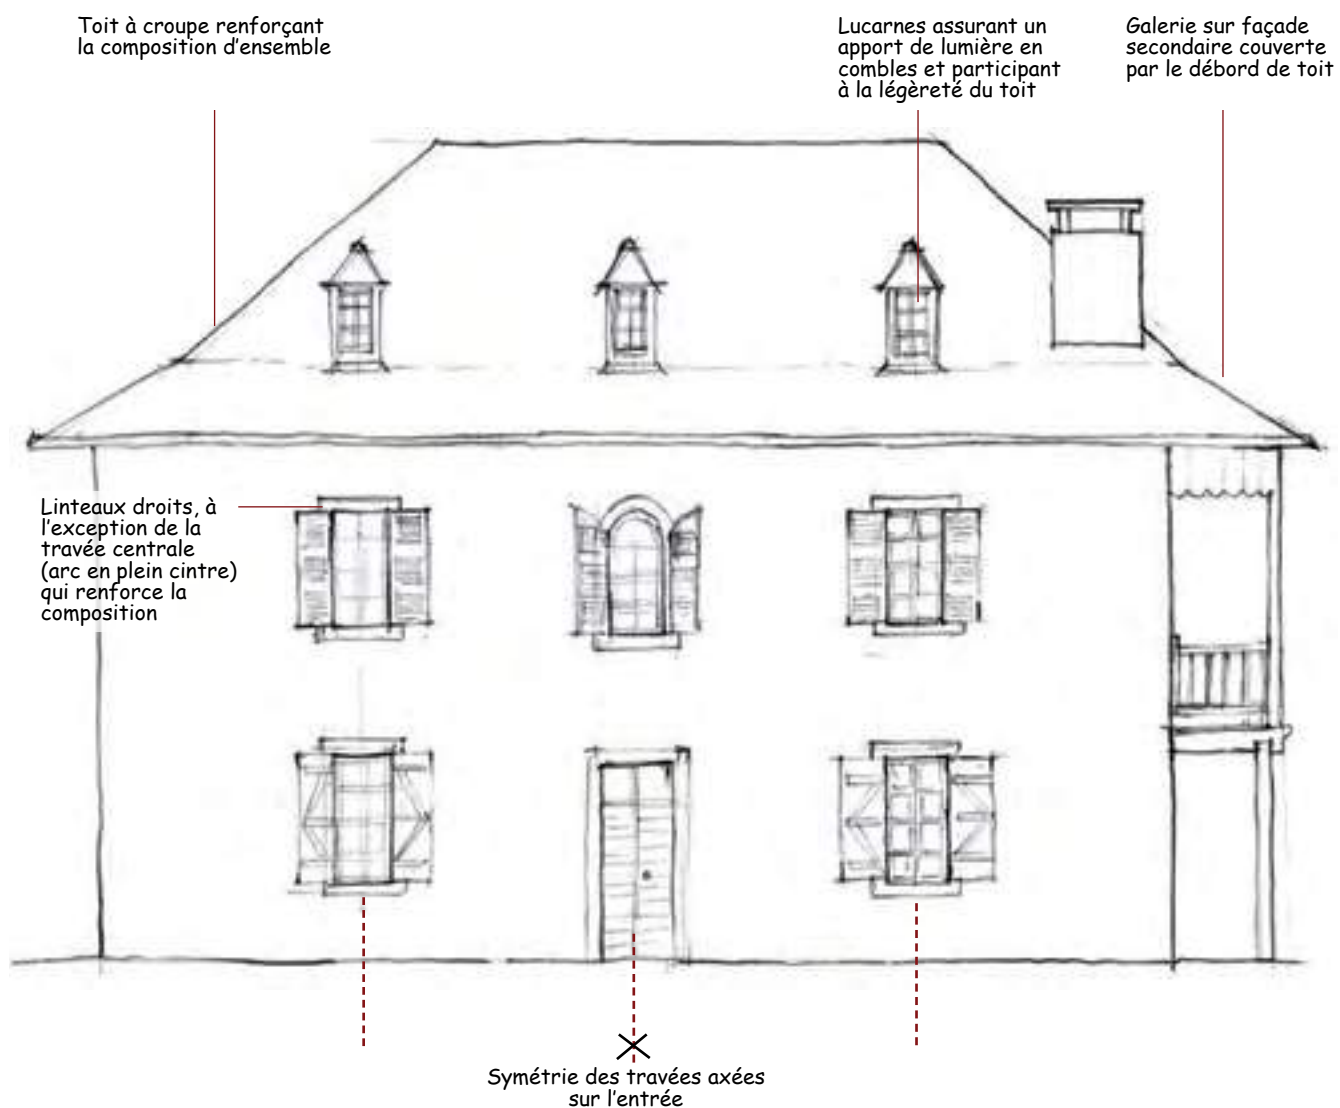 Toit à croupe renforçant
la composition d'ensemble
Lucarnes assurant un
apport de lumière en
combles et participant
à la légèreté du toit
Galerie sur façade
secondaire couverte
par le débord de toit
Linteaux droits, à
l'exception de la
travée centrale
(arc en plein cintre)
qui renforce la
composition
Symétrie des travées axées
sur l'entrée